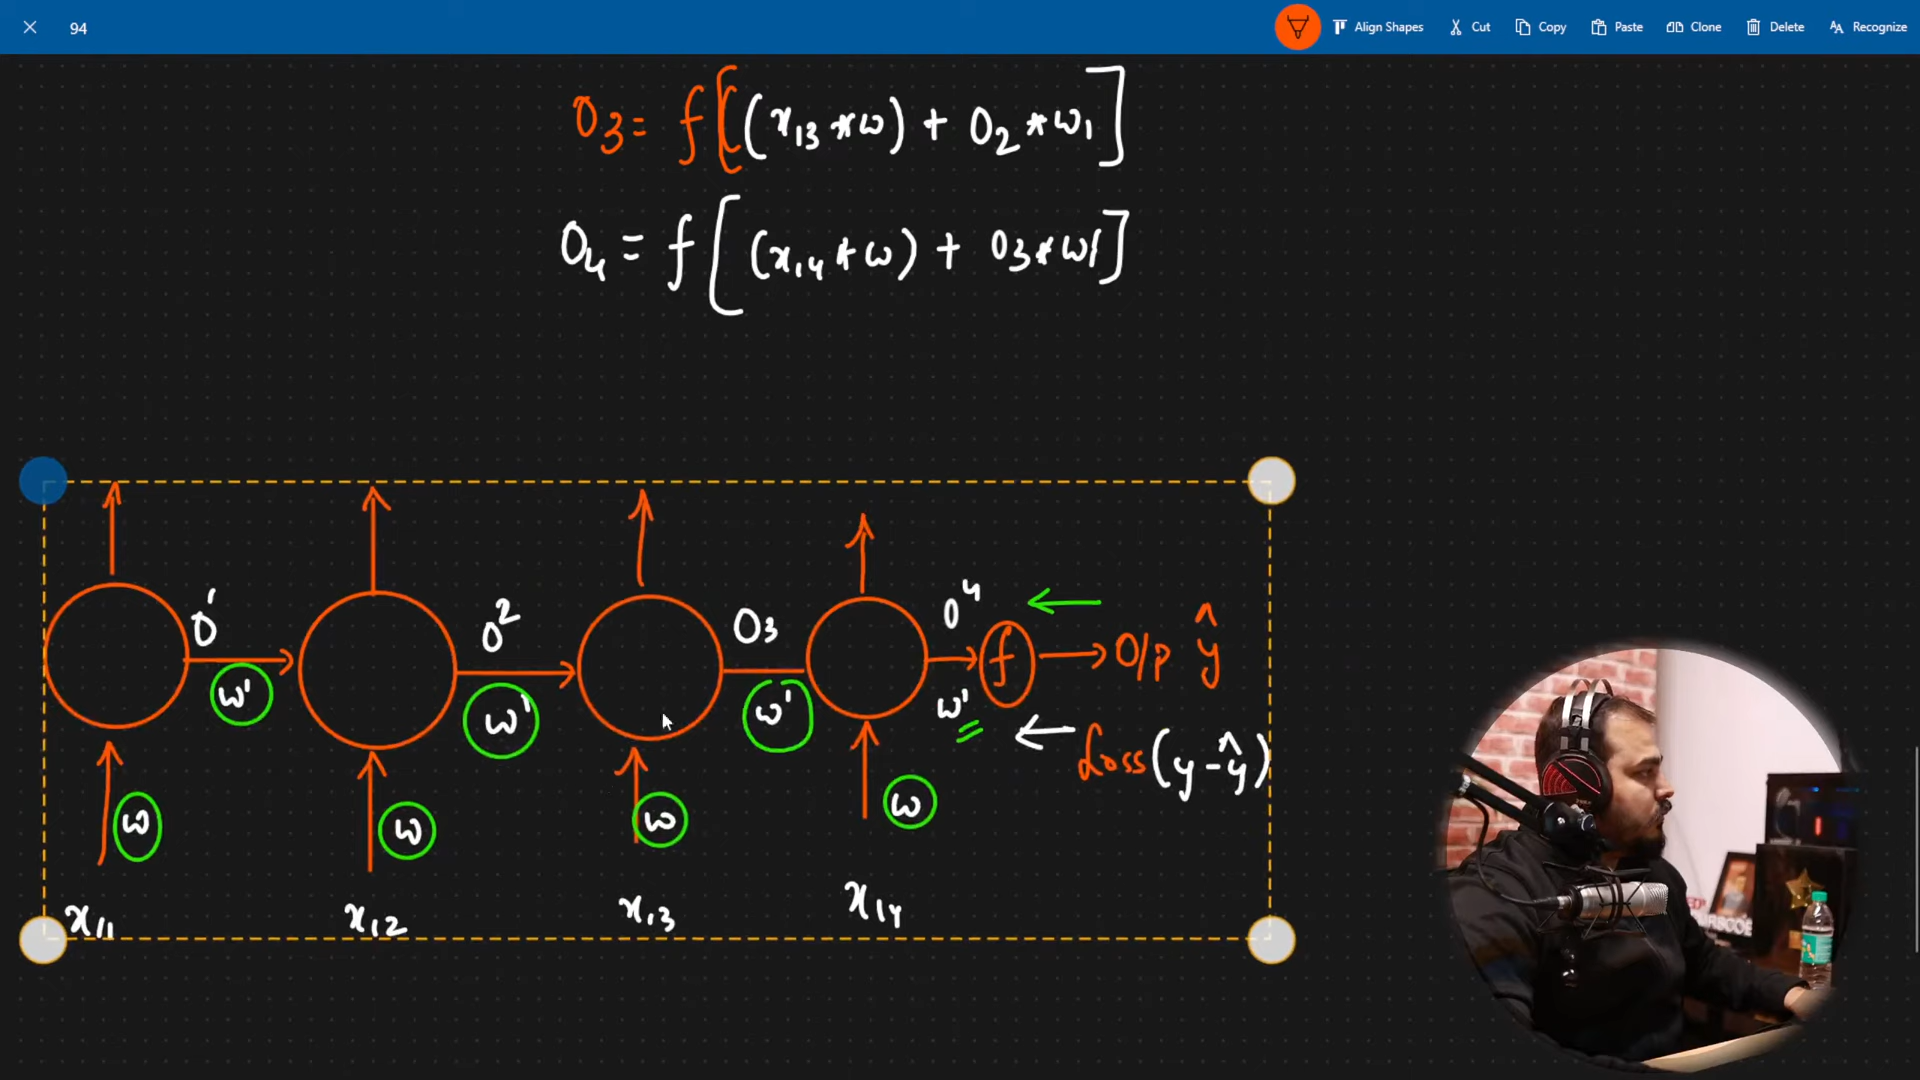 94 Align Shapes Cut Copy Paste Clone Delete Recognize
O3 = f[(x13 * w) + O2 * w1]
O4 = f[(x14 * w) + O3 * w1]
O' O² O3 O⁴
f O/p ŷ
w' w' w' w'
Loss(y - ŷ)
w w w w
x11 x12 x13 x14